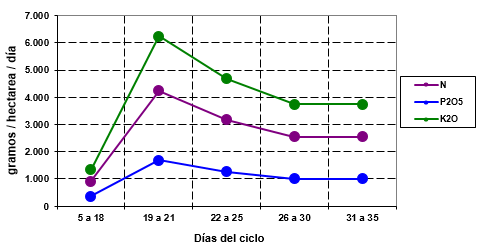 7.000
6.000
5.000
4.000
3.000
2.000
1.000
0
gramos / hectarea / día
5 a 18
19 a 21
22 a 25
26 a 30
31 a 35
Días del ciclo
N
P2O5
K2O